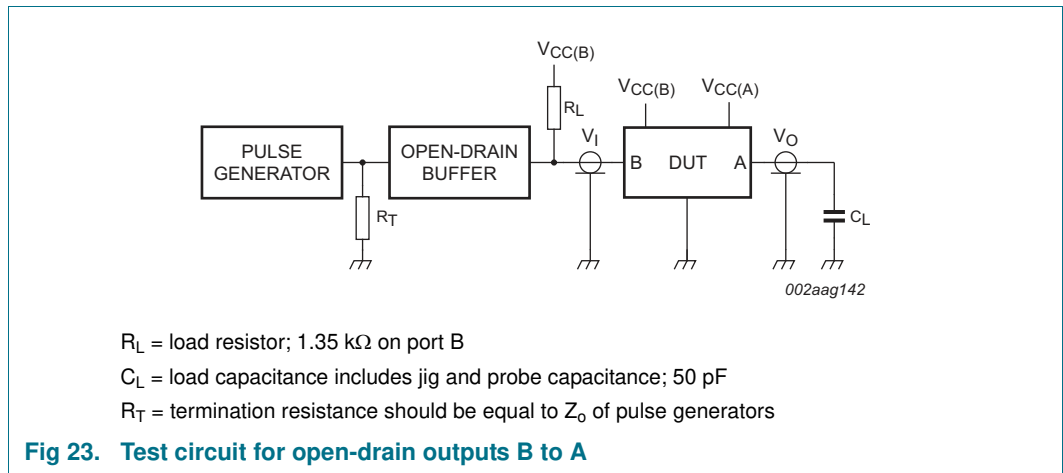 VCC(B)
RL
VCC(B)
VCC(A)
PULSE
GENERATOR
OPEN-DRAIN
BUFFER
VI
B
DUT
A
VO
RT
CL
002aag142
RL = load resistor; 1.35 kΩ on port B
CL = load capacitance includes jig and probe capacitance; 50 pF
RT = termination resistance should be equal to Zo of pulse generators
Fig 23. Test circuit for open-drain outputs B to A